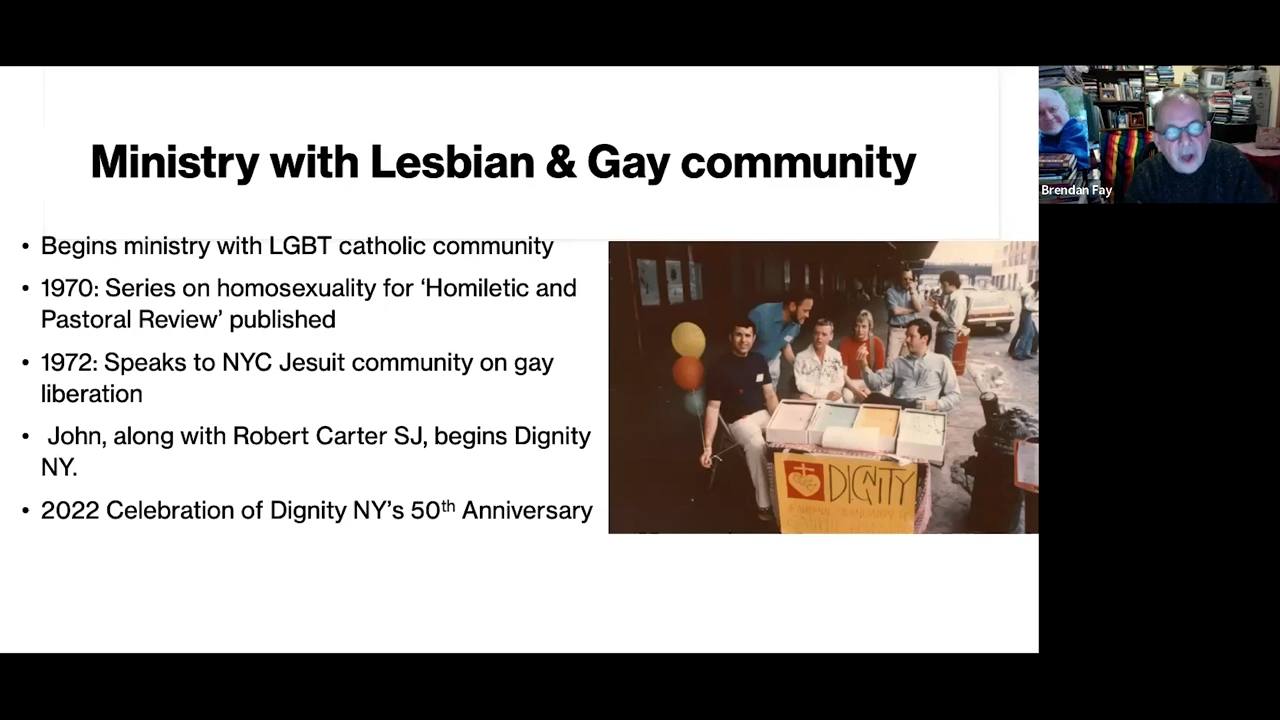 Ministry with Lesbian & Gay community
• Begins ministry with LGBT catholic community
• 1970: Series on homosexuality for ‘Homiletic and
Pastoral Review’ published
• 1972: Speaks to NYC Jesuit community on gay
liberation
• John, along with Robert Carter SJ, begins Dignity
NY.
• 2022 Celebration of Dignity NY’s 50th Anniversary
DIGNITY
Brendan Fay